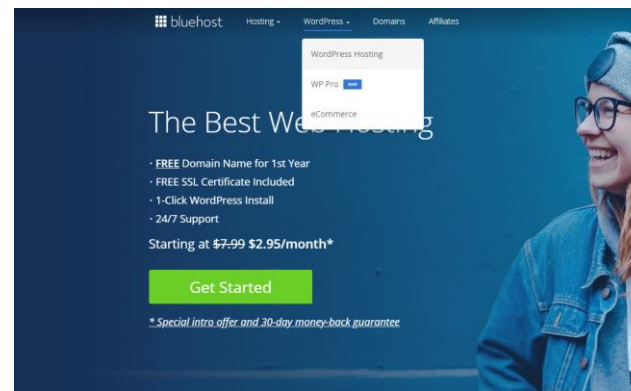 bluehost Hosting WordPress Domains Affiliates
WordPress Hosting
WP Pro
eCommerce
The Best Web Hosting
· FREE Domain Name for 1st Year
· FREE SSL Certificate Included
· 1-Click WordPress Install
· 24/7 Support
Starting at $7.99 $2.95/month*
Get Started
* Special intro offer and 30-day money-back guarantee